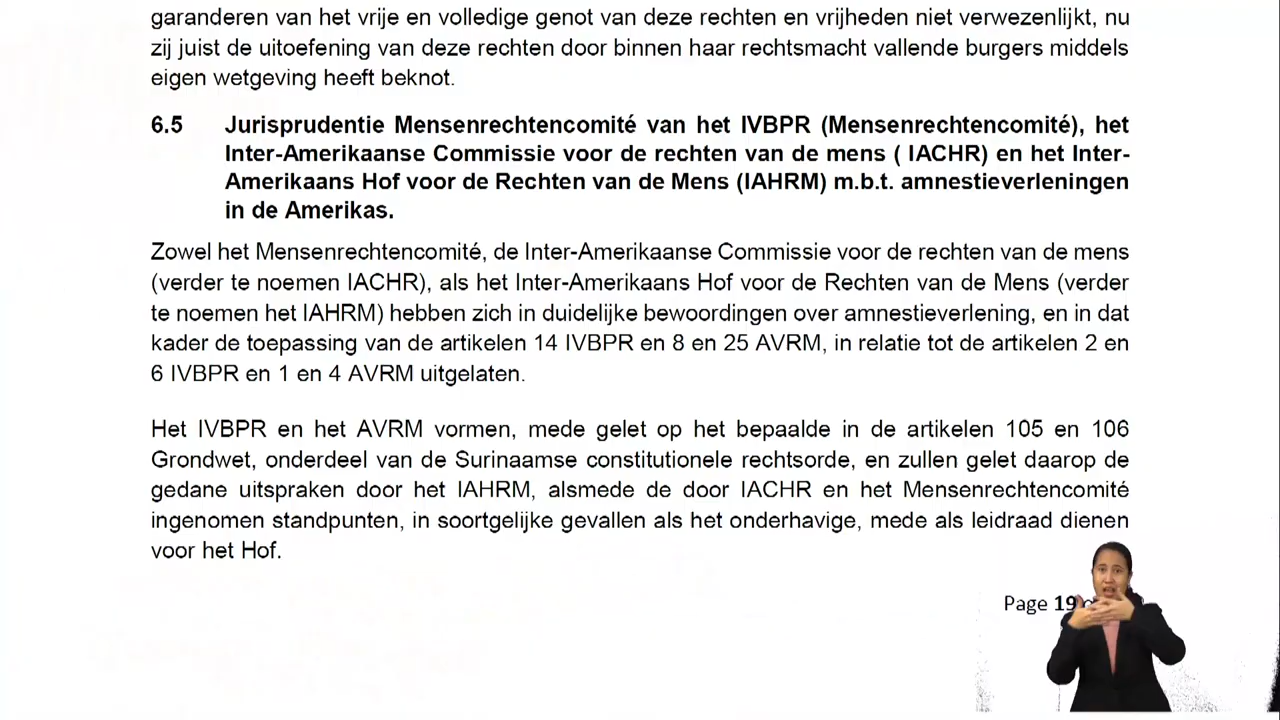 garanderen van het vrije en volledige genot van deze rechten en vrijheden niet verwezenlijkt, nu
zij juist de uitoefening van deze rechten door binnen haar rechtsmacht vallende burgers middels
eigen wetgeving heeft beknot.
6.5 Jurisprudentie Mensenrechtencomité van het IVBPR (Mensenrechtencomité), het
Inter-Amerikaanse Commissie voor de rechten van de mens ( IACHR) en het Inter-
Amerikaans Hof voor de Rechten van de Mens (IAHRM) m.b.t. amnestieverleningen
in de Amerikas.
Zowel het Mensenrechtencomité, de Inter-Amerikaanse Commissie voor de rechten van de mens
(verder te noemen IACHR), als het Inter-Amerikaans Hof voor de Rechten van de Mens (verder
te noemen het IAHRM) hebben zich in duidelijke bewoordingen over amnestieverlening, en in dat
kader de toepassing van de artikelen 14 IVBPR en 8 en 25 AVRM, in relatie tot de artikelen 2 en
6 IVBPR en 1 en 4 AVRM uitgelaten.
Het IVBPR en het AVRM vormen, mede gelet op het bepaalde in de artikelen 105 en 106
Grondwet, onderdeel van de Surinaamse constitutionele rechtsorde, en zullen gelet daarop de
gedane uitspraken door het IAHRM, alsmede de door IACHR en het Mensenrechtencomité
ingenomen standpunten, in soortgelijke gevallen als het onderhavige, mede als leidraad dienen
voor het Hof.
Page 19